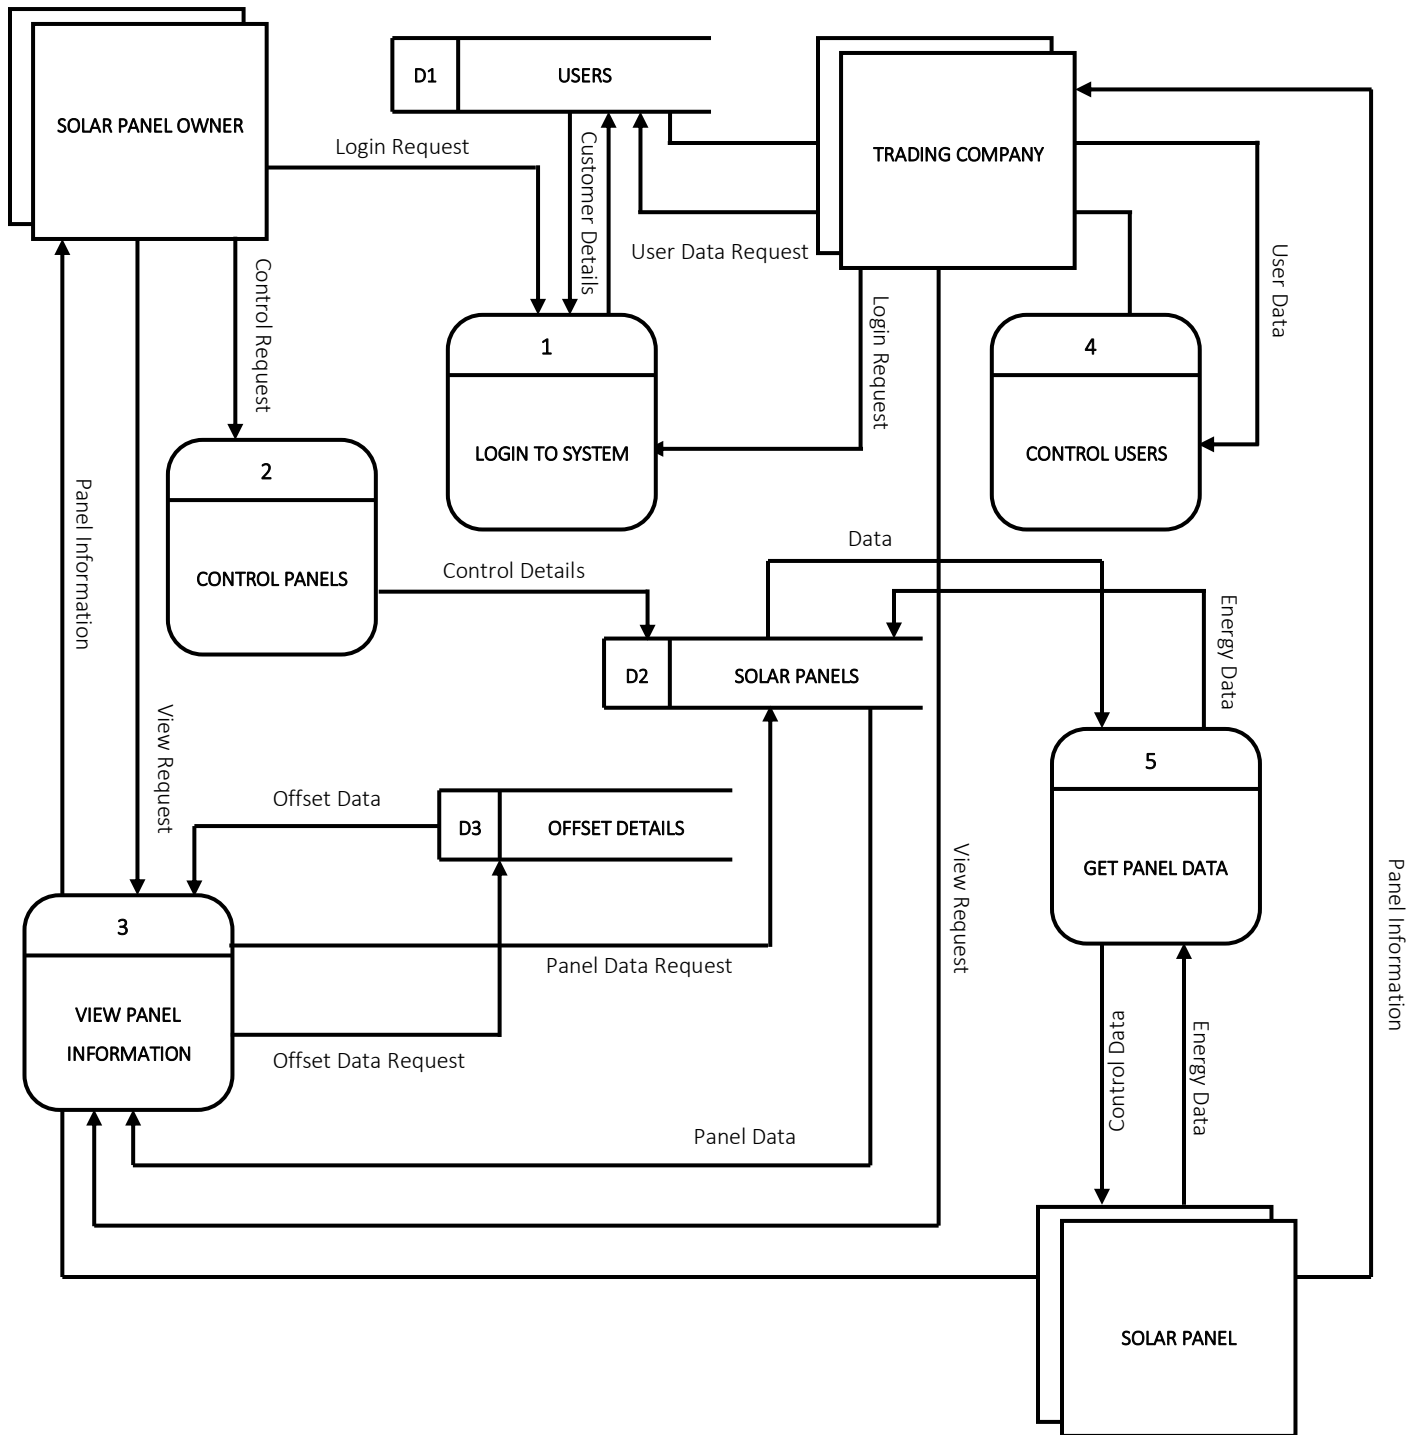 SOLAR PANEL OWNER
D1
USERS
TRADING COMPANY
Login Request
Customer Details
User Data Request
Control Request
Login Request
User Data
1
LOGIN TO SYSTEM
4
CONTROL USERS
2
CONTROL PANELS
Panel Information
Control Details
Data
Energy Data
D2
SOLAR PANELS
View Request
5
GET PANEL DATA
Offset Data
D3
OFFSET DETAILS
View Request
Panel Information
3
VIEW PANEL
INFORMATION
Panel Data Request
Offset Data Request
Control Data
Energy Data
Panel Data
SOLAR PANEL